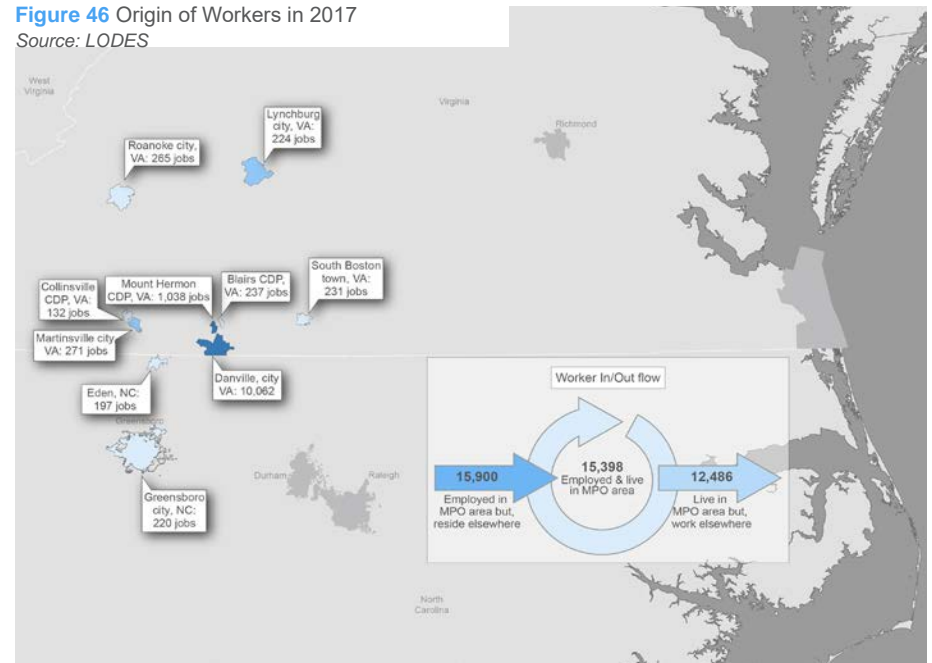 Figure 46 Origin of Workers in 2017
Source: LODES
West
Virginia
Virginia
Richmond
Lynchburg
city, VA:
224 jobs
Roanoke city,
VA: 265 jobs
Collinsville
CDP, VA:
132 jobs
Mount Hermon
CDP, VA: 1,038 jobs
Blairs CDP,
VA: 237 jobs
South Boston
town, VA:
231 jobs
Martinsville city
VA: 271 jobs
Eden, NC:
197 jobs
Danville, city
VA: 10,062
Greensboro
Greensboro
city, NC:
220 jobs
Durham
Raleigh
North
Carolina
Worker In/Out flow
15,900
Employed in
MPO area but,
reside elsewhere
15,398
Employed & live
in MPO area
12,486
Live in
MPO area but,
work elsewhere